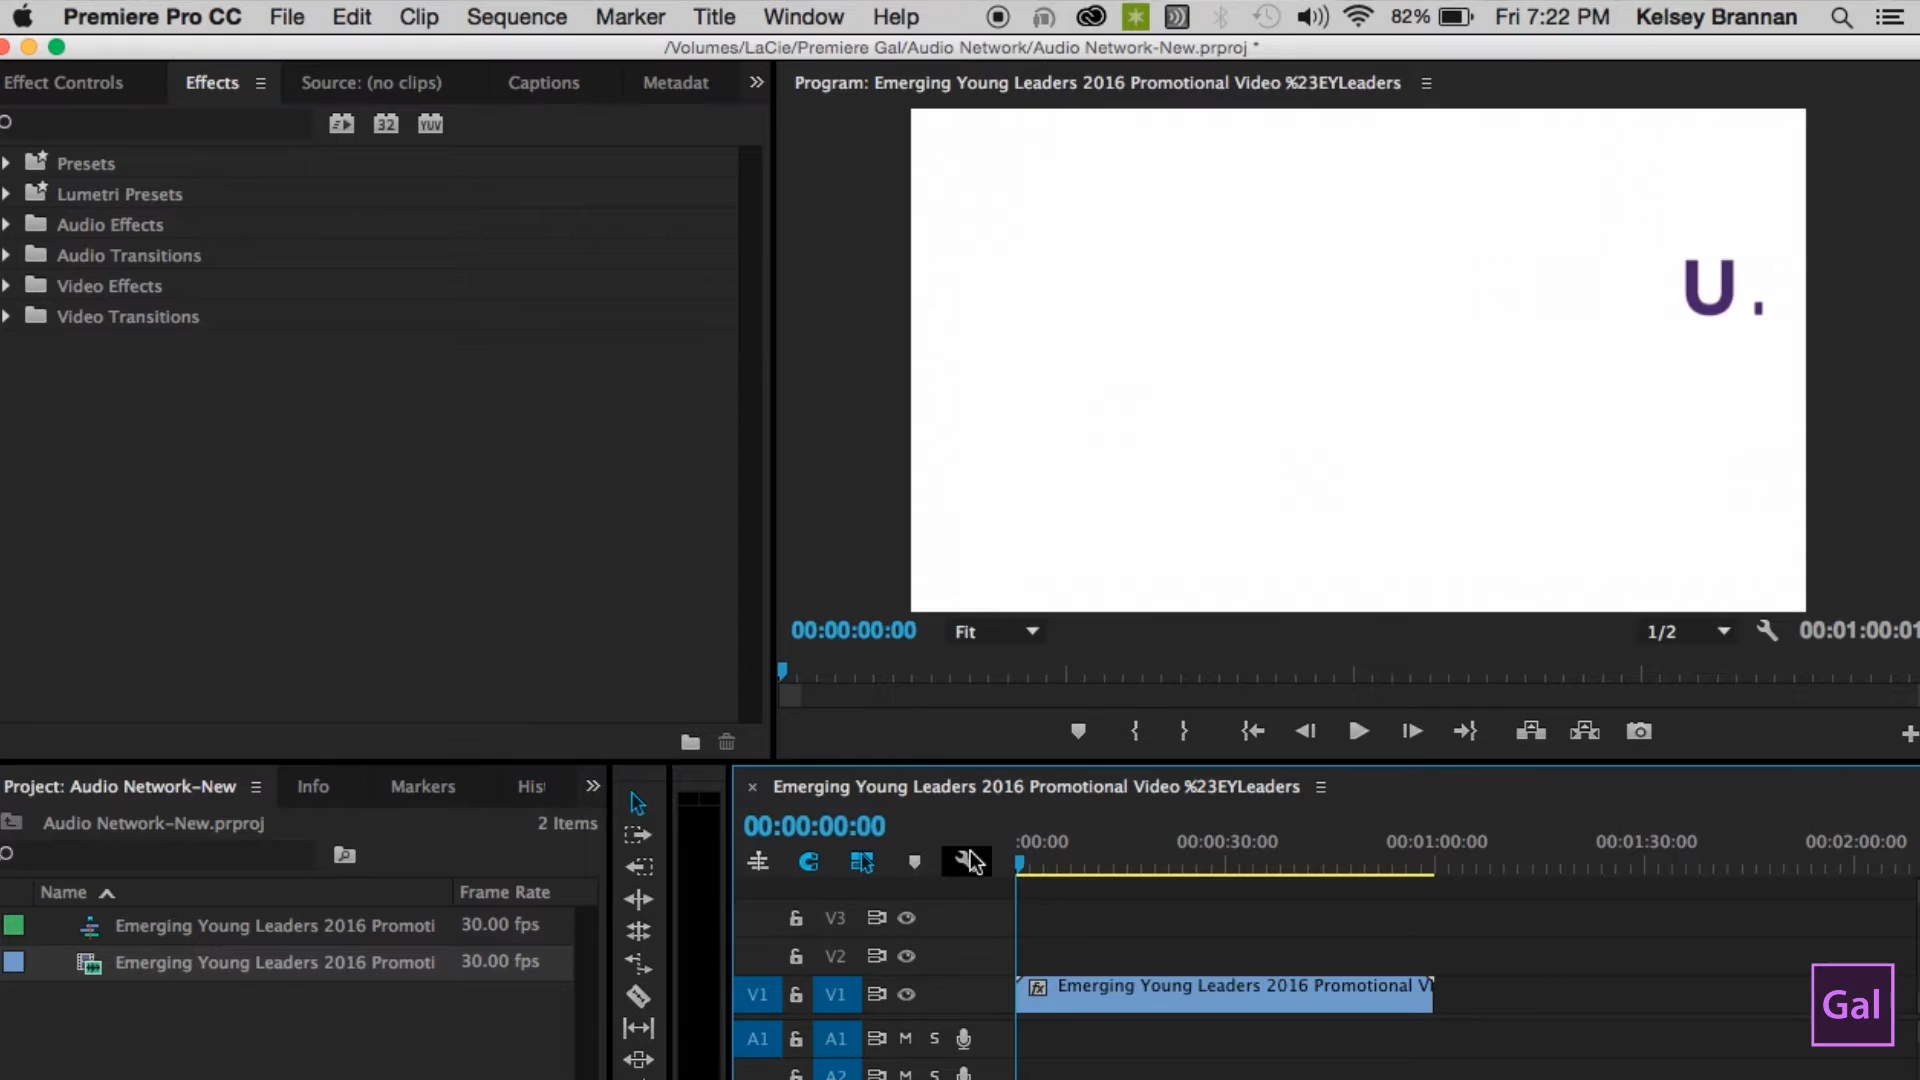 Premiere Pro CC File Edit Clip Sequence Marker Title Window Help 82% Fri 7:22 PM Kelsey Brannan
/Volumes/LaCie/Premiere Gal/Audio Network/Audio Network-New.prproj *
Effect Controls Effects Source: (no clips) Captions Metadat
Program: Emerging Young Leaders 2016 Promotional Video %23EYLeaders
32 YUV
Presets
Lumetri Presets
Audio Effects
Audio Transitions
Video Effects
Video Transitions
U.
00:00:00:00 Fit 1/2 00:01:00:01
Project: Audio Network-New Info Markers His
Audio Network-New.prproj 2 Items
Name Frame Rate
Emerging Young Leaders 2016 Promoti 30.00 fps
Emerging Young Leaders 2016 Promoti 30.00 fps
× Emerging Young Leaders 2016 Promotional Video %23EYLeaders
00:00:00:00
:00:00 00:00:30:00 00:01:00:00 00:01:30:00 00:02:00:00
V3
V2
V1 V1
fx Emerging Young Leaders 2016 Promotional Vi
A1 A1 M S
A2 M S
Gal